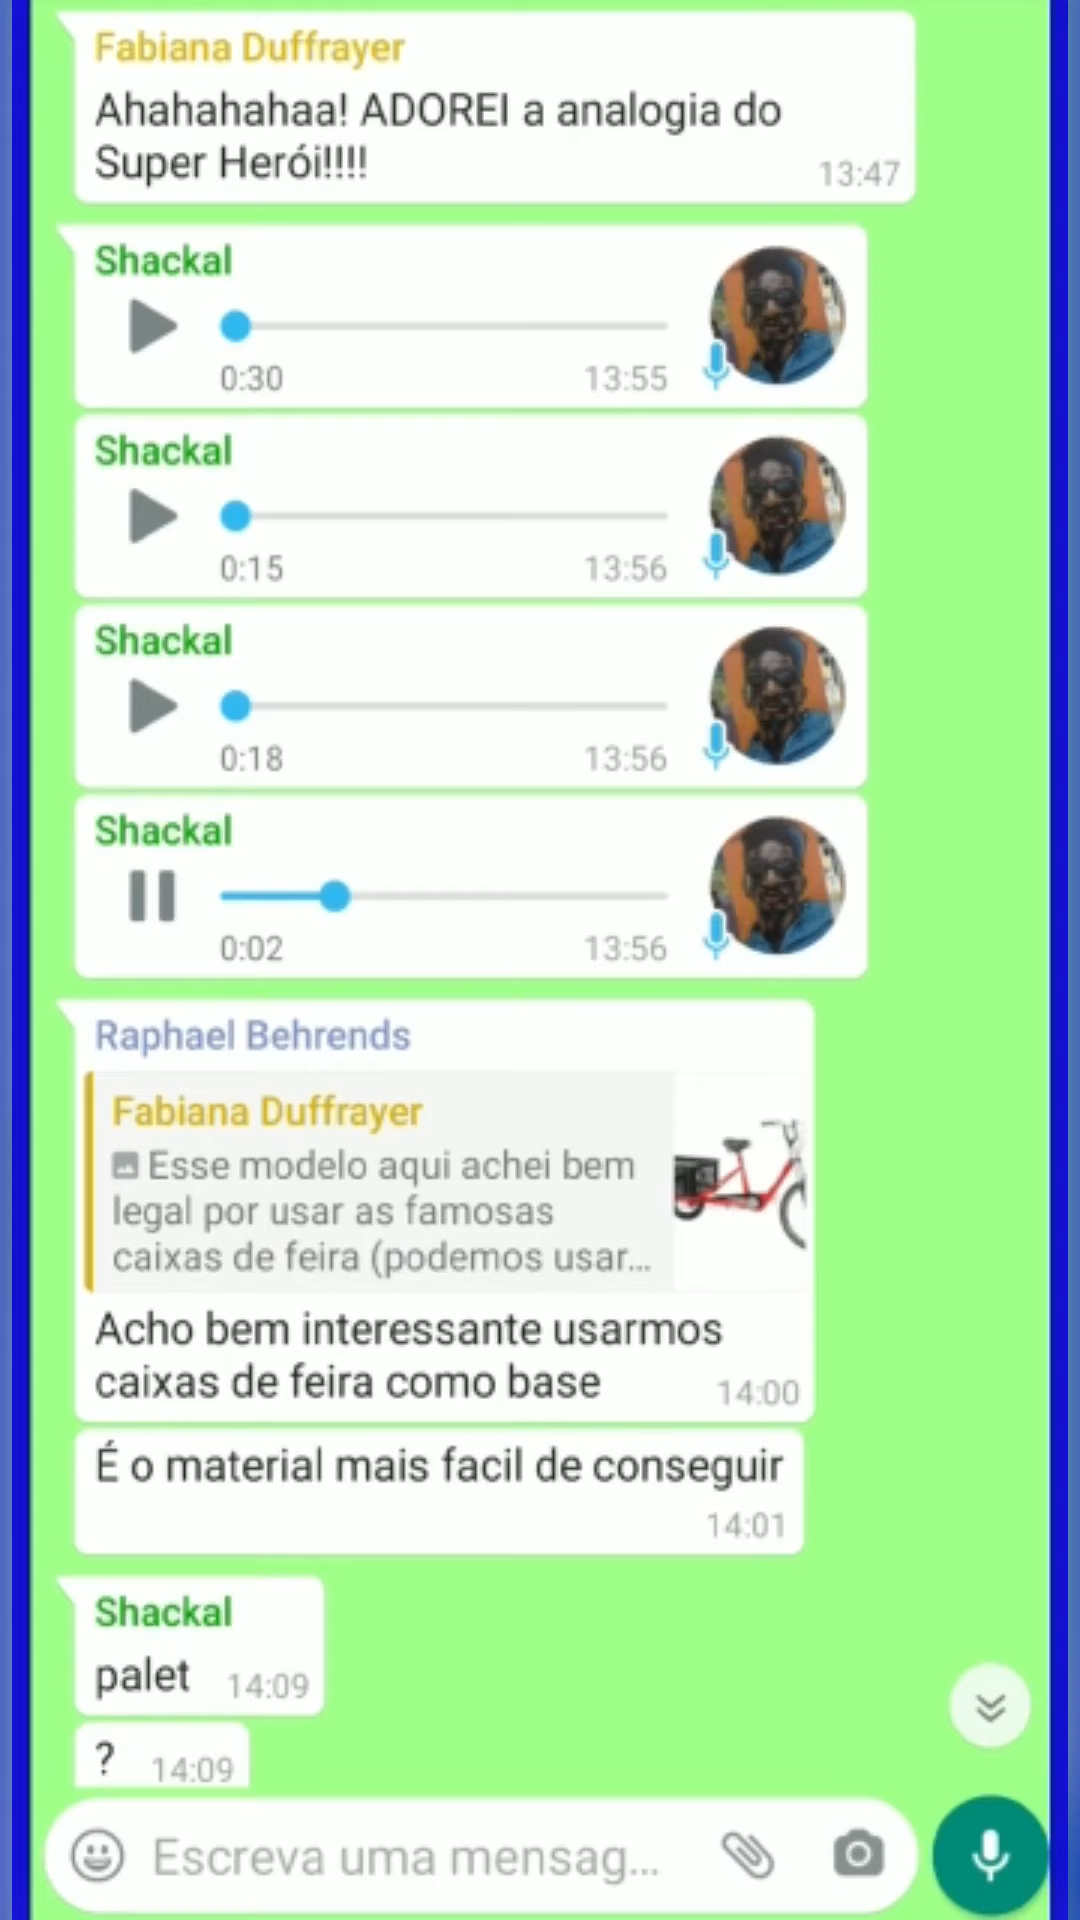 Fabiana Duffrayer
Ahahahahaa! ADOREI a analogia do
Super Herói!!!!
13:47
Shackal
0:30
13:55
Shackal
0:15
13:56
Shackal
0:18
13:56
Shackal
0:02
13:56
Raphael Behrends
Fabiana Duffrayer
Esse modelo aqui achei bem
legal por usar as famosas
caixas de feira (podemos usar...
Acho bem interessante usarmos
caixas de feira como base
14:00
É o material mais facil de conseguir
14:01
Shackal
palet 14:09
? 14:09
Escreva uma mensag...